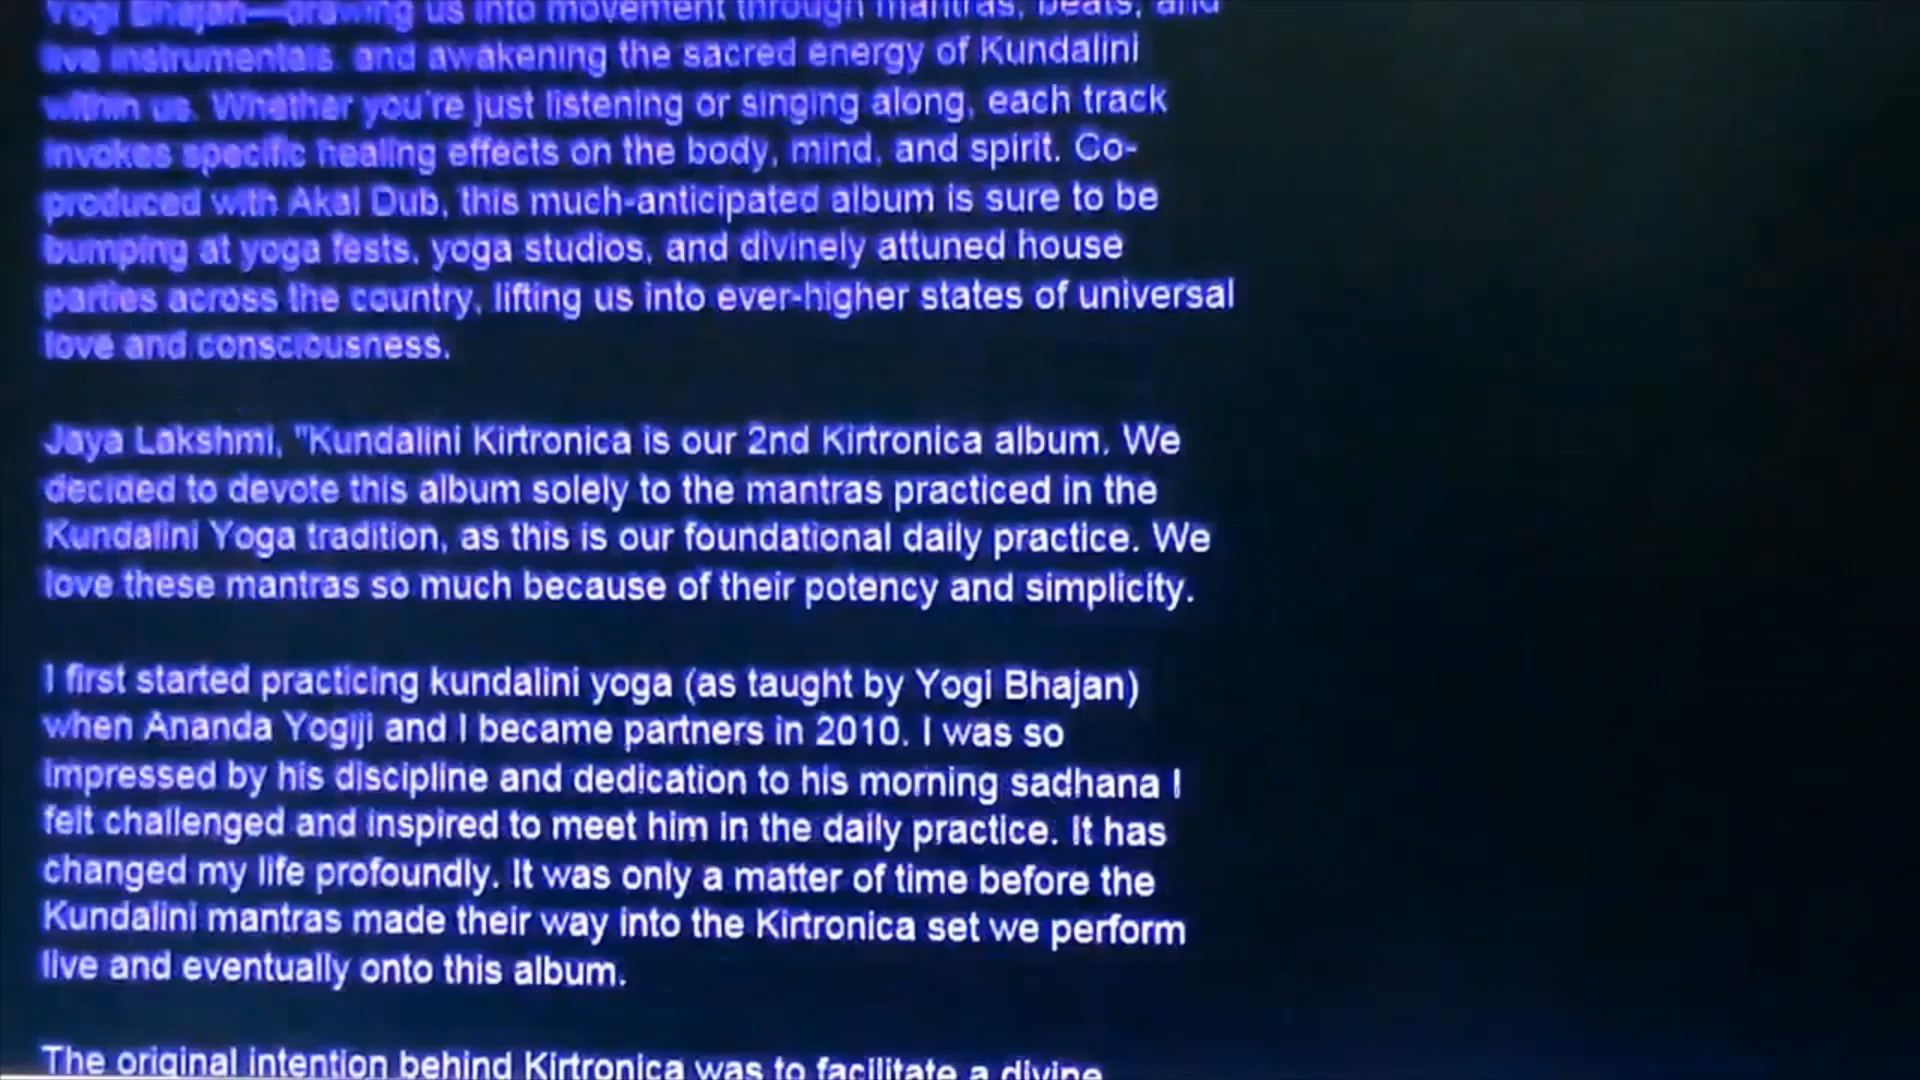 Yogi Bhajan—drawing us into movement through mantras, beats, and
live instrumentals, and awakening the sacred energy of Kundalini
within us. Whether you're just listening or singing along, each track
invokes specific healing effects on the body, mind, and spirit. Co-
produced with Akal Dub, this much-anticipated album is sure to be
bumping at yoga fests, yoga studios, and divinely attuned house
parties across the country, lifting us into ever-higher states of universal
love and consciousness.
Jaya Lakshmi, "Kundalini Kirtronica is our 2nd Kirtronica album. We
decided to devote this album solely to the mantras practiced in the
Kundalini Yoga tradition, as this is our foundational daily practice. We
love these mantras so much because of their potency and simplicity.
I first started practicing kundalini yoga (as taught by Yogi Bhajan)
when Ananda Yogiji and I became partners in 2010. I was so
impressed by his discipline and dedication to his morning sadhana I
felt challenged and inspired to meet him in the daily practice. It has
changed my life profoundly. It was only a matter of time before the
Kundalini mantras made their way into the Kirtronica set we perform
live and eventually onto this album.
The original intention behind Kirtronica was to facilitate a divine